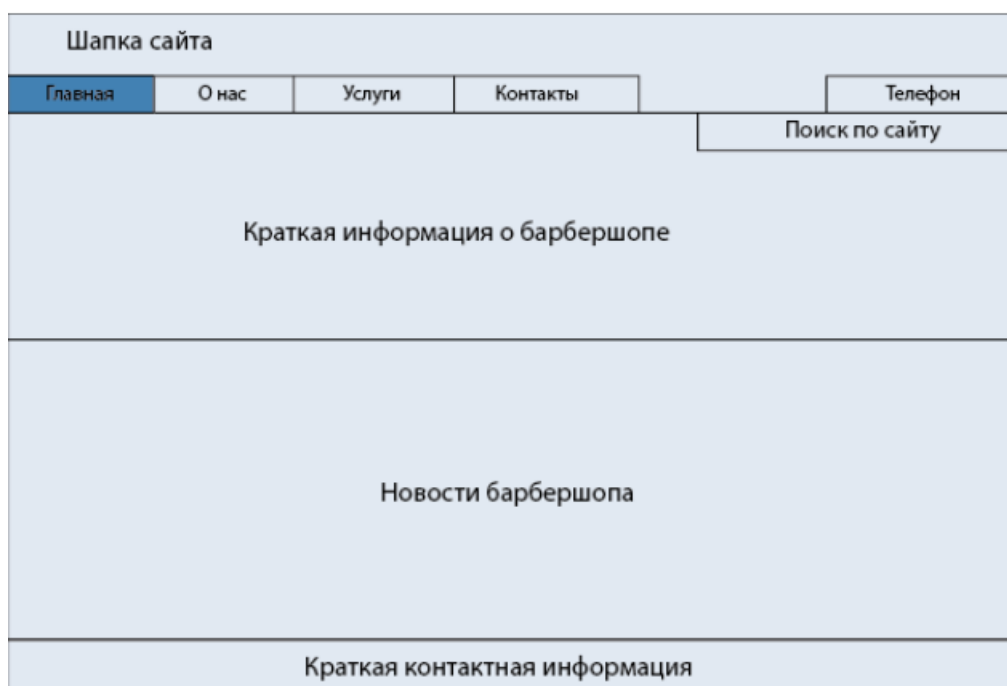 Шапка сайта
Главная О нас Услуги Контакты Телефон
Поиск по сайту
Краткая информация о барбершопе
Новости барбершопа
Краткая контактная информация